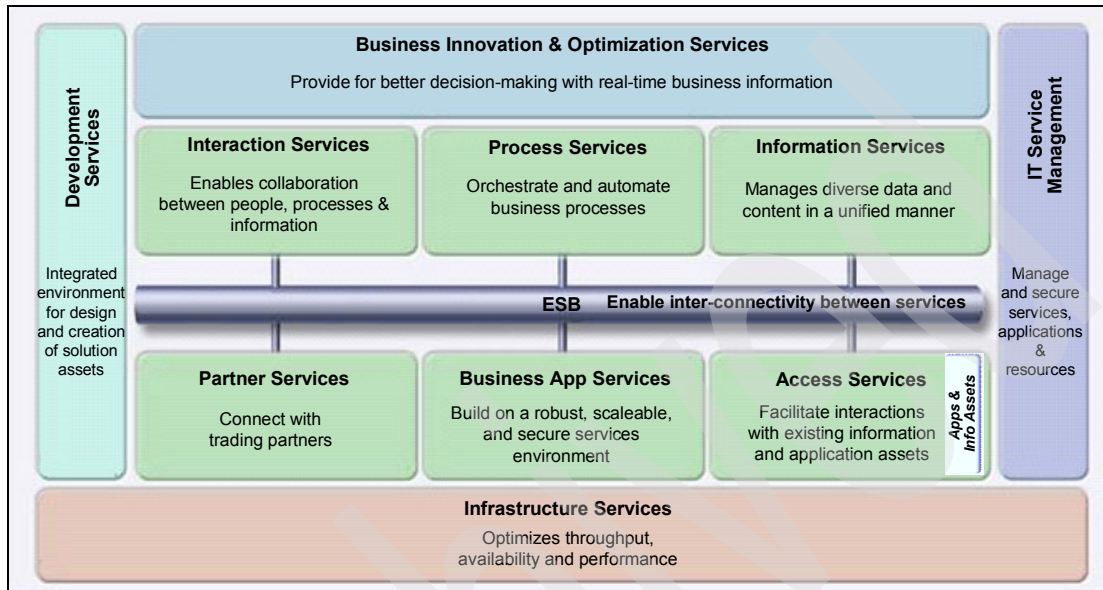 Business Innovation & Optimization Services
Provide for better decision-making with real-time business information
Development
Services
Integrated
environment
for design
and creation
of solution
assets
Interaction Services
Enables collaboration
between people, processes &
information
Process Services
Orchestrate and automate
business processes
Information Services
Manages diverse data and
content in a unified manner
ESB
Enable inter-connectivity between services
Partner Services
Connect with
trading partners
Business App Services
Build on a robust, scaleable,
and secure services
environment
Access Services
Facilitate interactions
with existing information
and application assets
Apps &
Info Assets
IT Service
Management
Manage
and secure
services,
applications
&
resources
Infrastructure Services
Optimizes throughput,
availability and performance